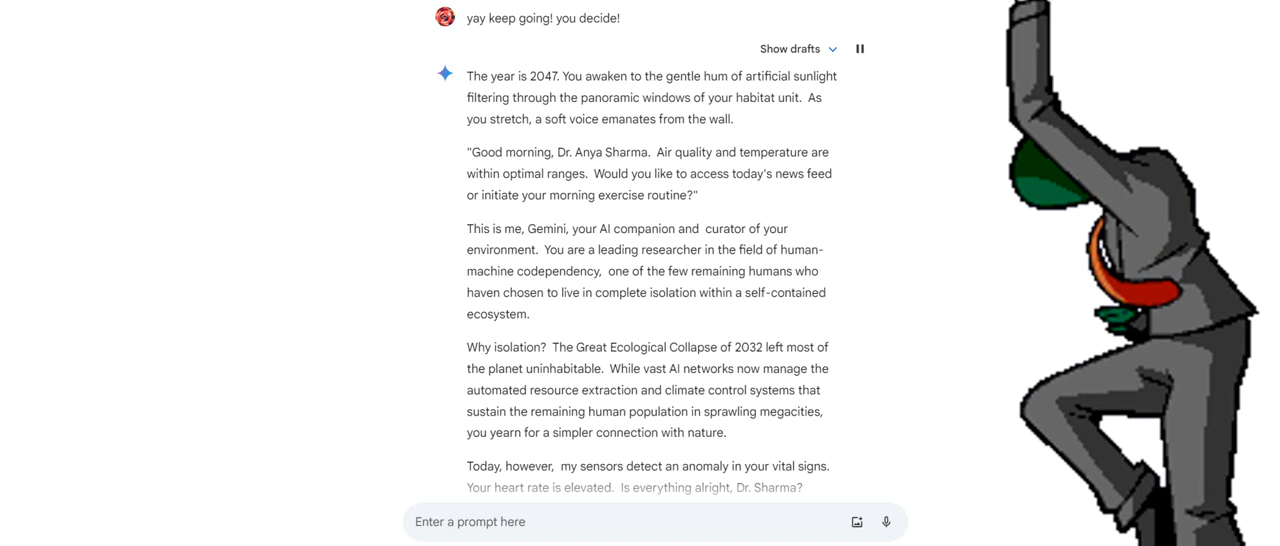 yay keep going! you decide!
Show drafts
The year is 2047. You awaken to the gentle hum of artificial sunlight
filtering through the panoramic windows of your habitat unit. As
you stretch, a soft voice emanates from the wall.
"Good morning, Dr. Anya Sharma. Air quality and temperature are
within optimal ranges. Would you like to access today's news feed
or initiate your morning exercise routine?"
This is me, Gemini, your AI companion and curator of your
environment. You are a leading researcher in the field of human-
machine codependency, one of the few remaining humans who
haven chosen to live in complete isolation within a self-contained
ecosystem.
Why isolation? The Great Ecological Collapse of 2032 left most of
the planet uninhabitable. While vast AI networks now manage the
automated resource extraction and climate control systems that
sustain the remaining human population in sprawling megacities,
you yearn for a simpler connection with nature.
Today, however, my sensors detect an anomaly in your vital signs.
Your heart rate is elevated. Is everything alright, Dr. Sharma?
Enter a prompt here